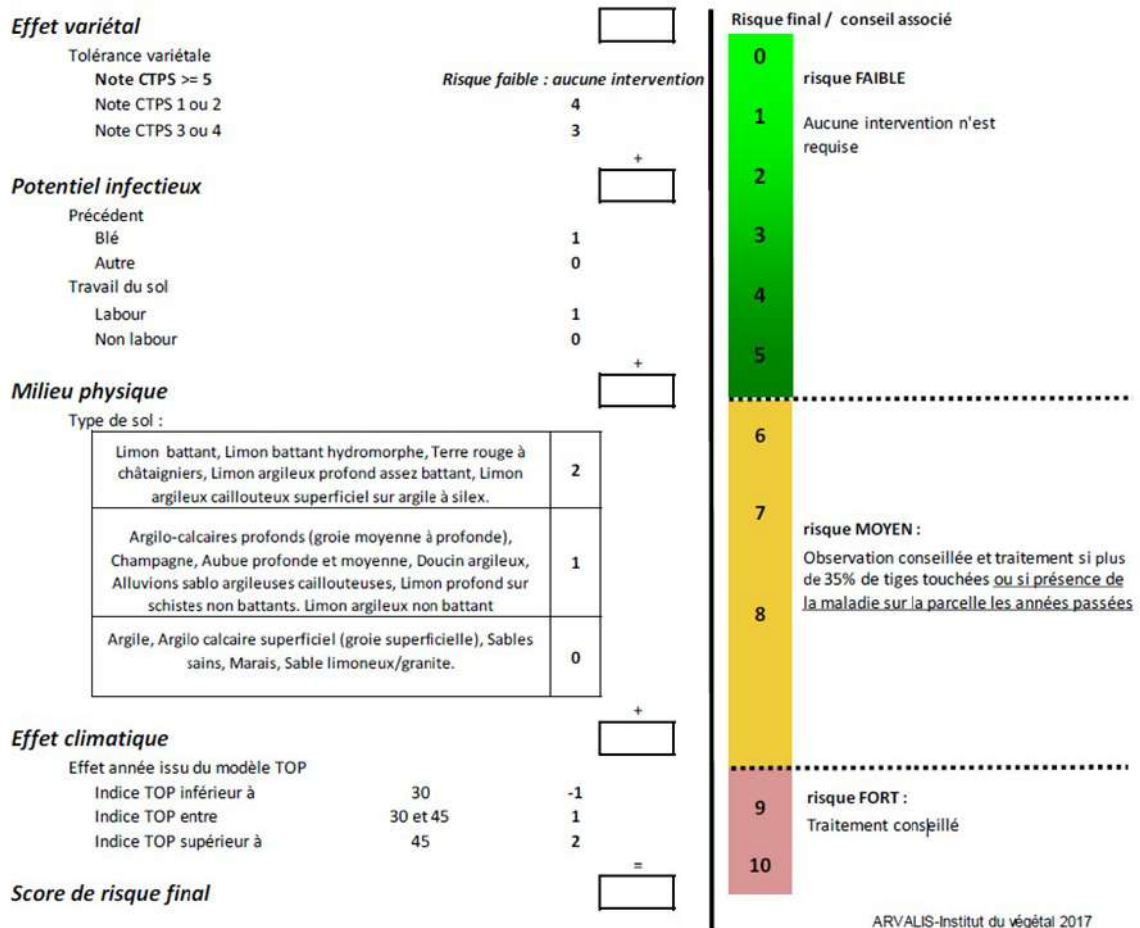 Effet variétal
Tolérance variétale
Note CTPS >= 5 Risque faible : aucune intervention
Note CTPS 1 ou 2 4
Note CTPS 3 ou 4 3
+
Potentiel infectieux
Précédent
Blé 1
Autre 0
Travail du sol
Labour 1
Non labour 0
+
Milieu physique
Type de sol :
Limon battant, Limon battant hydromorphe, Terre rouge à
châtaigniers, Limon argileux profond assez battant, Limon
argileux caillouteux superficiel sur argile à silex.
2
Argilo-calcaires profonds (groie moyenne à profonde),
Champagne, Aubue profonde et moyenne, Doucin argileux,
Alluvions sablo argileuses caillouteuses, Limon profond sur
schistes non battants. Limon argileux non battant
1
Argile, Argilo calcaire superficiel (groie superficielle), Sables
sains, Marais, Sable limoneux/granite.
0
+
Effet climatique
Effet année issu du modèle TOP
Indice TOP inférieur à 30 -1
Indice TOP entre 30 et 45 1
Indice TOP supérieur à 45 2
=
Score de risque final
Risque final / conseil associé
0
risque FAIBLE
1
Aucune intervention n'est
requise
2
3
4
5
6
7
risque MOYEN :
Observation conseillée et traitement si plus
de 35% de tiges touchées ou si présence de
la maladie sur la parcelle les années passées
8
9
risque FORT :
Traitement conseillé
10
ARVALIS-Institut du végétal 2017